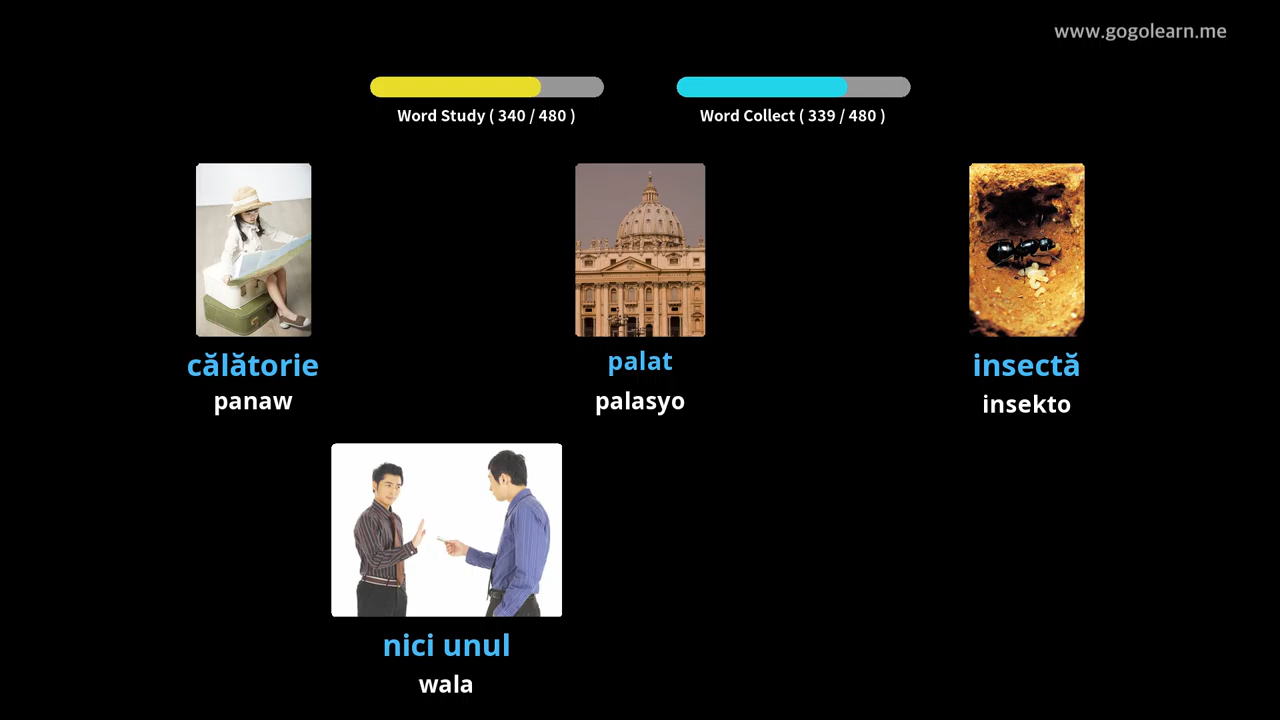 www.gogolearn.me
Word Study ( 340 / 480 )
Word Collect ( 339 / 480 )
călătorie
panaw
palat
palasyo
insectă
insekto
nici unul
wala